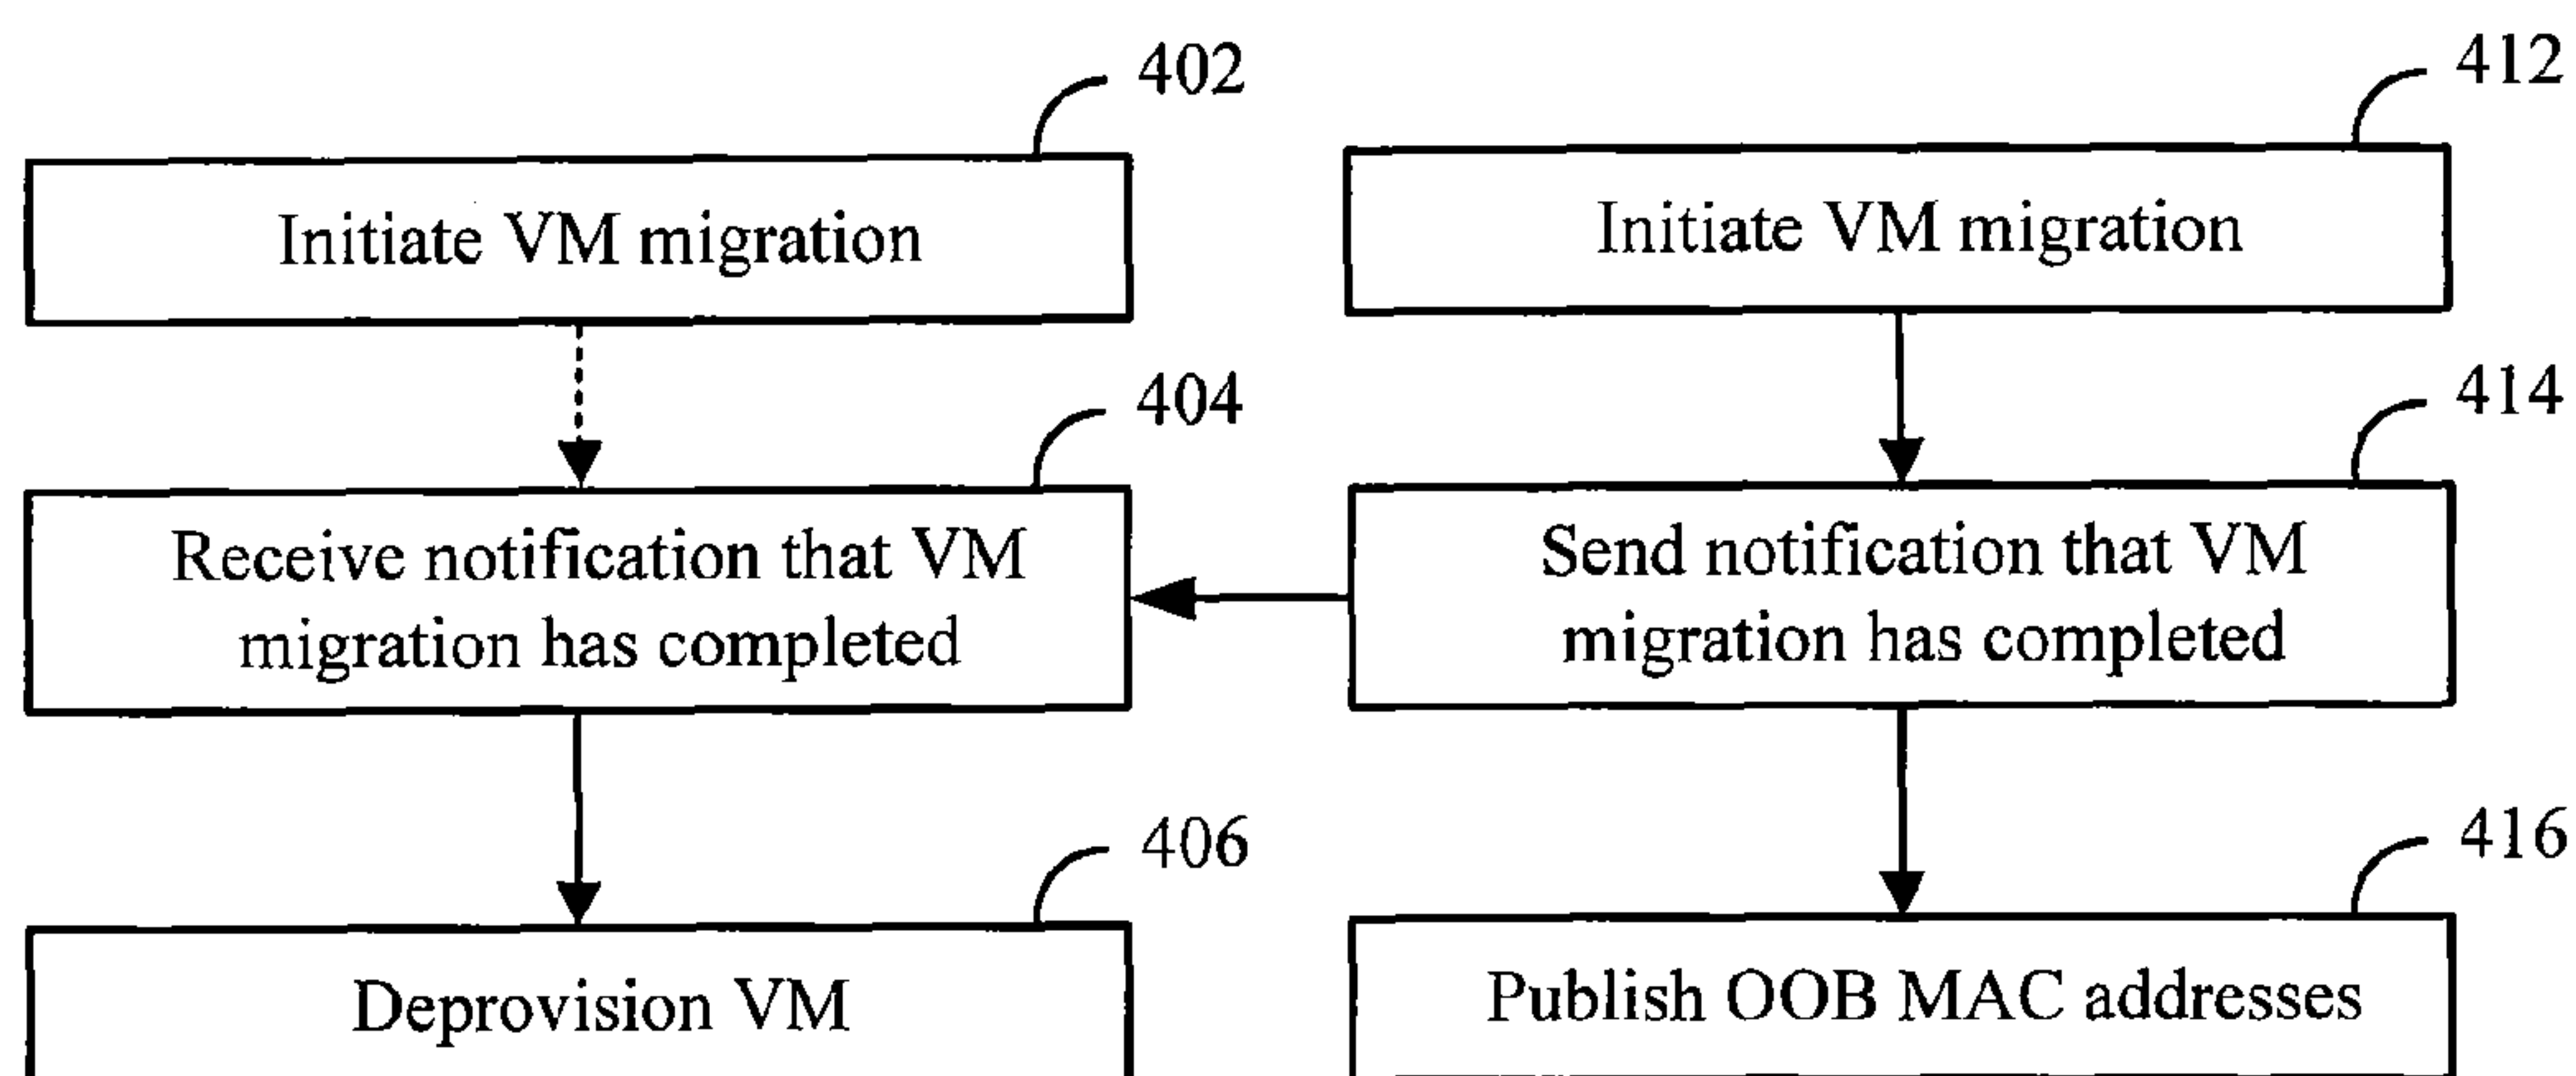 402
Initiate VM migration
404
Receive notification that VM
migration has completed
406
Deprovision VM
412
Initiate VM migration
414
Send notification that VM
migration has completed
416
Publish OOB MAC addresses